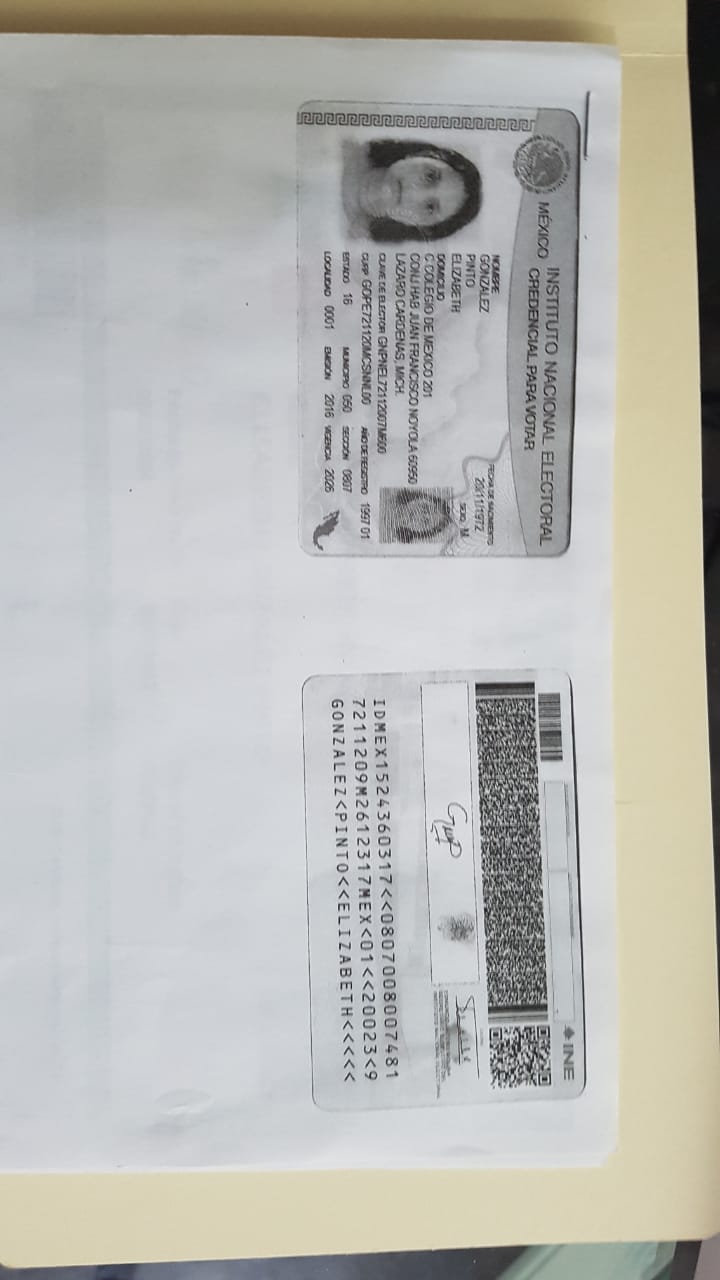 MÉXICO INSTITUTO NACIONAL ELECTORAL
CREDENCIAL PARA VOTAR
NOMBRE
GONZALEZ
PINTO
ELIZABETH
FECHA DE NACIMIENTO
20/11/1972
SEXO M
DOMICILIO
C COLEGIO DE MEXICO 201
CONJ HAB JUAN FRANCISCO NOYOLA 60950
LAZARO CARDENAS, MICH.
CLAVE DE ELECTOR GNPNEL72112007M600
CURP GOPE721120MCSNNL00 AÑO DE REGISTRO 1997 01
ESTADO 16 MUNICIPIO 050 SECCIÓN 0807
LOCALIDAD 0001 EMISIÓN 2016 VIGENCIA 2026
INE
IDMEX1524360317<<0807008007481
7211209M2612317MEX<01<<20023<9
GONZALEZ<PINTO<<ELIZABETH<<<<<